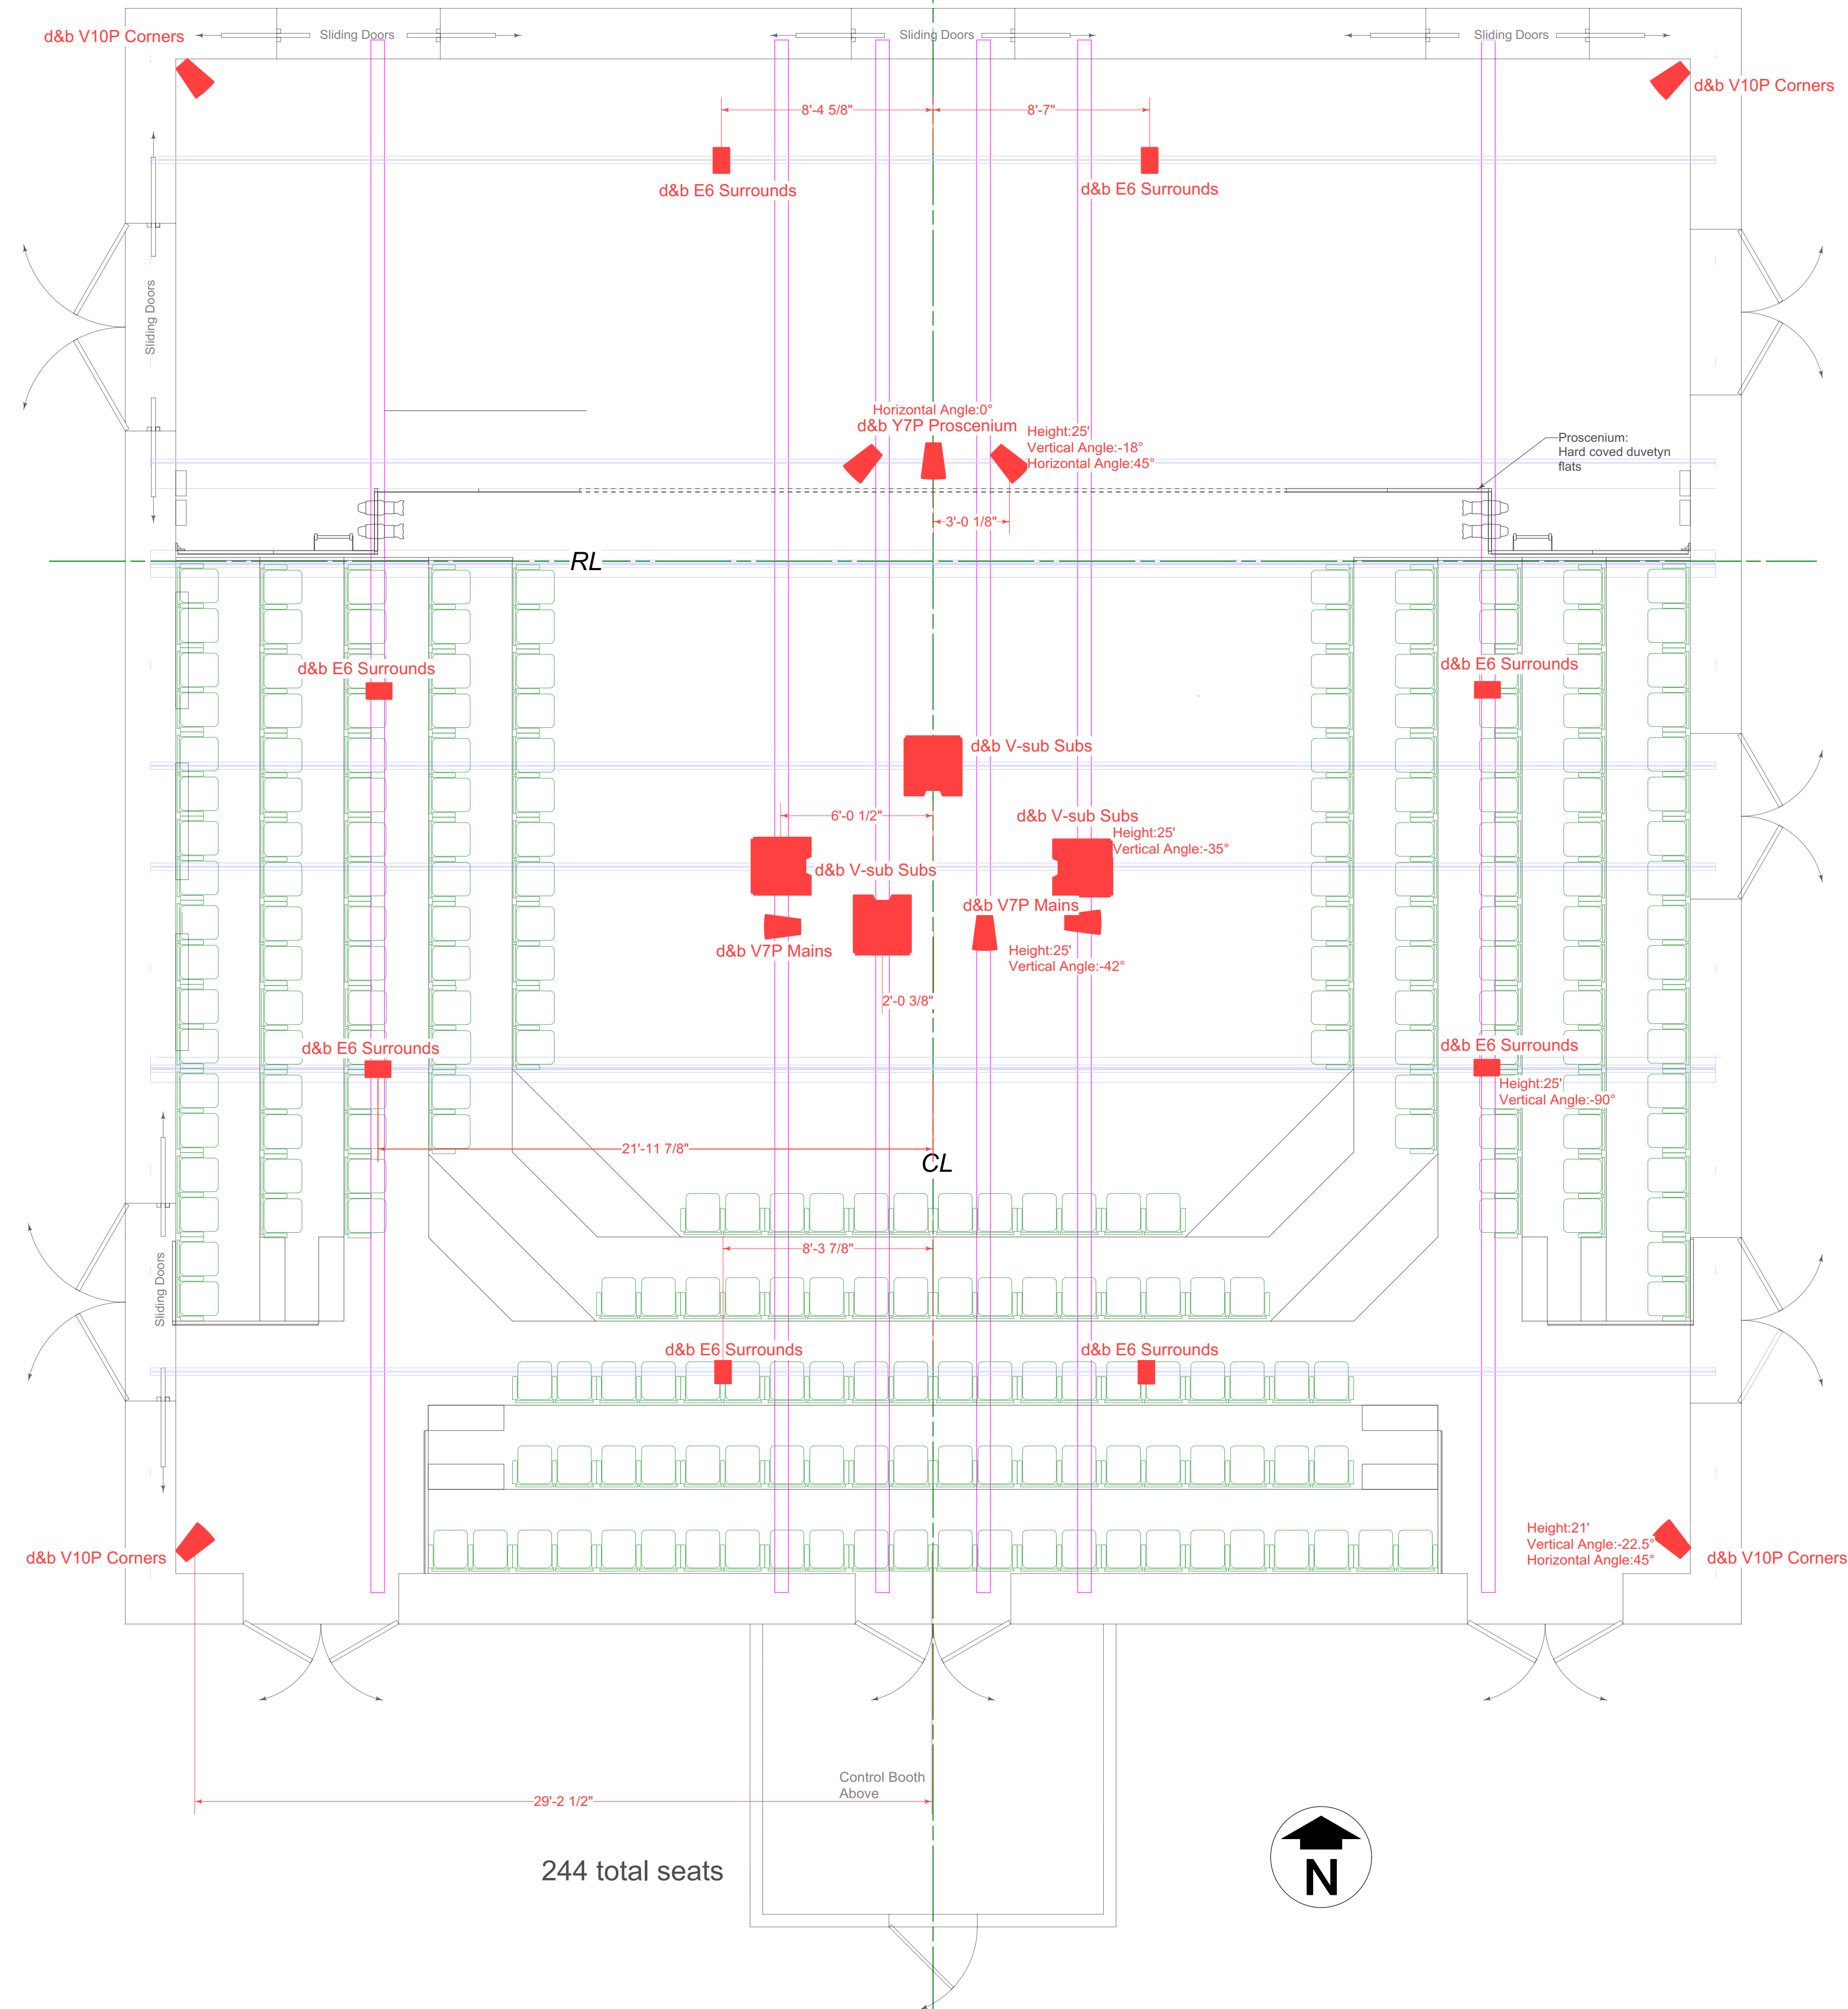 d&b V10P Corners
Sliding Doors
Sliding Doors
Sliding Doors
d&b V10P Corners
8'-4 5/8"
8'-7"
d&b E6 Surrounds
d&b E6 Surrounds
Sliding Doors
Horizontal Angle:0°
d&b Y7P Proscenium
Height:25'
Vertical Angle:-18°
Horizontal Angle:45°
Proscenium:
Hard coved duvetyn
flats
3'-0 1/8"
RL
d&b E6 Surrounds
d&b E6 Surrounds
d&b V-sub Subs
6'-0 1/2"
d&b V-sub Subs
Height:25'
Vertical Angle:-35°
d&b V-sub Subs
d&b V7P Mains
d&b V7P Mains
Height:25'
Vertical Angle:-42°
2'-0 3/8"
d&b E6 Surrounds
d&b E6 Surrounds
Height:25'
Vertical Angle:-90°
21'-11 7/8"
CL
8'-3 7/8"
Sliding Doors
d&b E6 Surrounds
d&b E6 Surrounds
d&b V10P Corners
Height:21'
Vertical Angle:-22.5°
Horizontal Angle:45°
d&b V10P Corners
Control Booth
Above
29'-2 1/2"
244 total seats
N